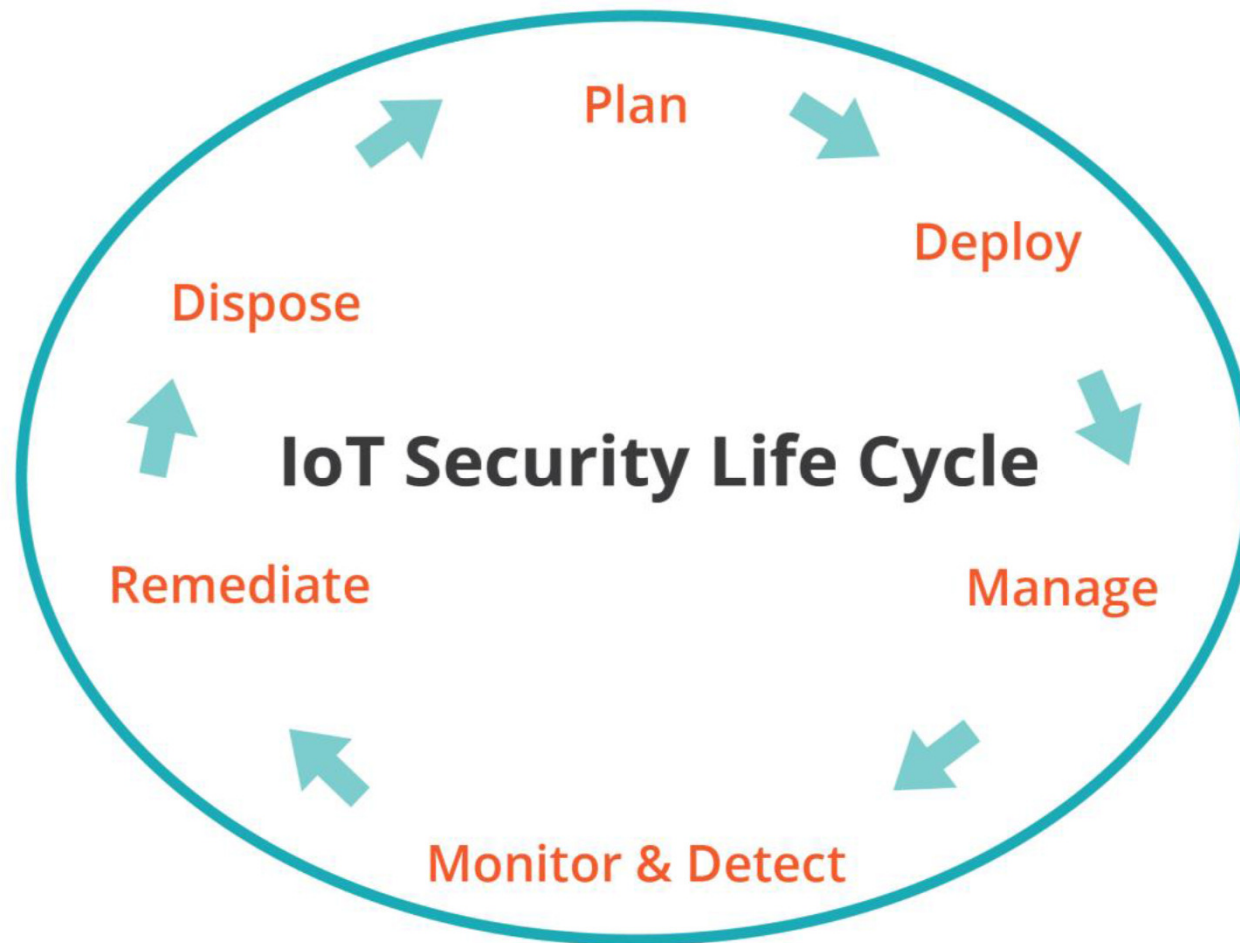 Plan
Deploy
Dispose
IoT Security Life Cycle
Remediate
Manage
Monitor & Detect